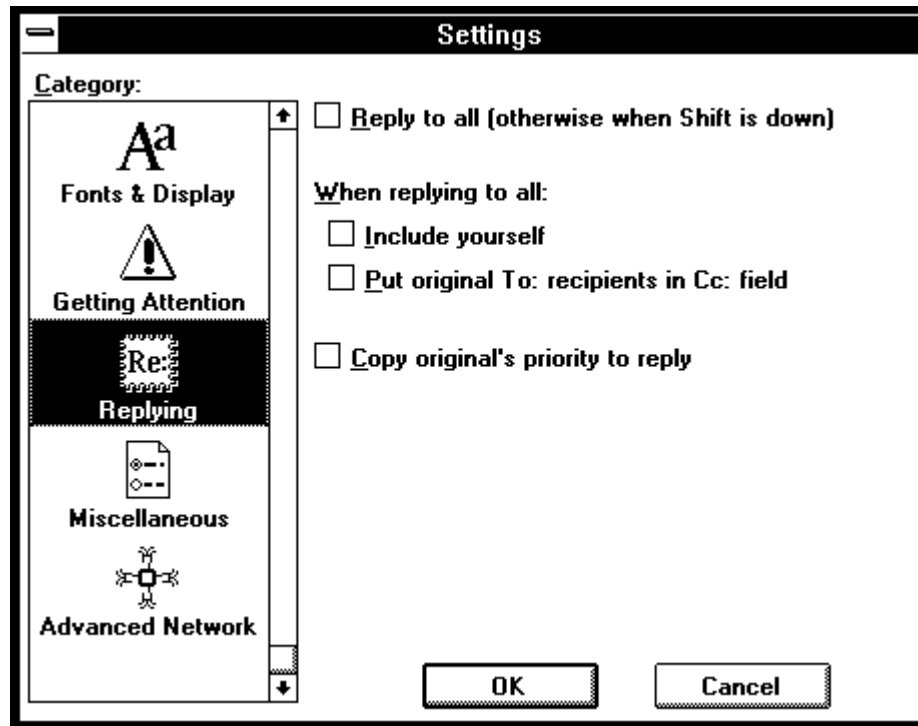 Settings
Category:
Aa
Fonts & Display
Getting Attention
Re:
Replying
Miscellaneous
Advanced Network
Reply to all (otherwise when Shift is down)
When replying to all:
Include yourself
Put original To: recipients in Cc: field
Copy original's priority to reply
OK
Cancel